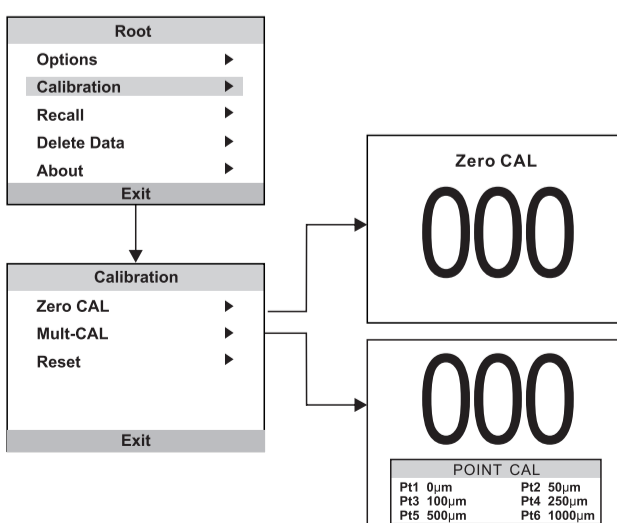 Root
Options
Calibration
Recall
Delete Data
About
Exit
Calibration
Zero CAL
Mult-CAL
Reset
Exit
Zero CAL
000
000
POINT CAL
Pt1 0µm Pt2 50µm
Pt3 100µm Pt4 250µm
Pt5 500µm Pt6 1000µm